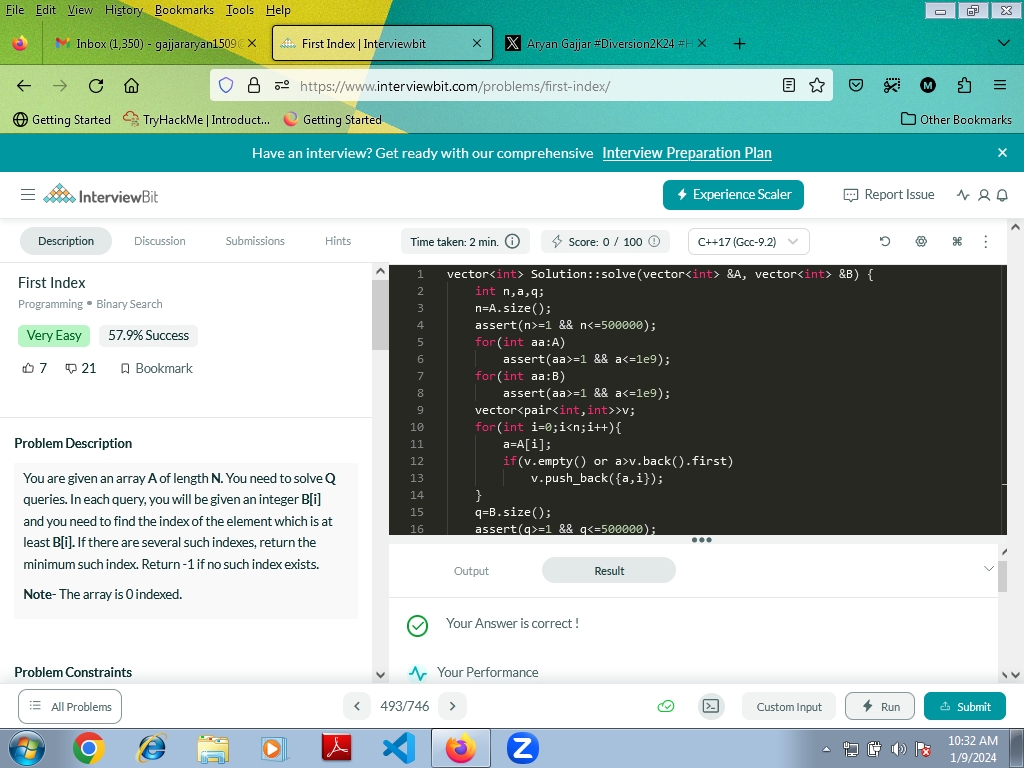 File Edit View History Bookmarks Tools Help
Inbox (1,350) - gajjararyan1509@
First Index | Interviewbit
Aryan Gajjar #Diversion2K24 #H
https://www.interviewbit.com/problems/first-index/
Getting Started
TryHackMe | Introduct...
Getting Started
Other Bookmarks
Have an interview? Get ready with our comprehensive Interview Preparation Plan
InterviewBit
Experience Scaler
Report Issue
Description
Discussion
Submissions
Hints
Time taken: 2 min.
Score: 0 / 100
C++17 (Gcc-9.2)
First Index
Programming • Binary Search
Very Easy
57.9% Success
7
21
Bookmark
Problem Description
You are given an array A of length N. You need to solve Q
queries. In each query, you will be given an integer B[i]
and you need to find the index of the element which is at
least B[i]. If there are several such indexes, return the
minimum such index. Return -1 if no such index exists.
Note- The array is 0 indexed.
Problem Constraints
1 vector<int> Solution::solve(vector<int> &A, vector<int> &B) {
2 int n,a,q;
3 n=A.size();
4 assert(n>=1 && n<=500000);
5 for(int aa:A)
6 assert(aa>=1 && a<=1e9);
7 for(int aa:B)
8 assert(aa>=1 && a<=1e9);
9 vector<pair<int,int>>v;
10 for(int i=0;i<n;i++){
11 a=A[i];
12 if(v.empty() or a>v.back().first)
13 v.push_back({a,i});
14 }
15 q=B.size();
16 assert(q>=1 && q<=500000);
Output
Result
Your Answer is correct !
Your Performance
All Problems
493/746
Custom Input
Run
Submit
10:32 AM
1/9/2024